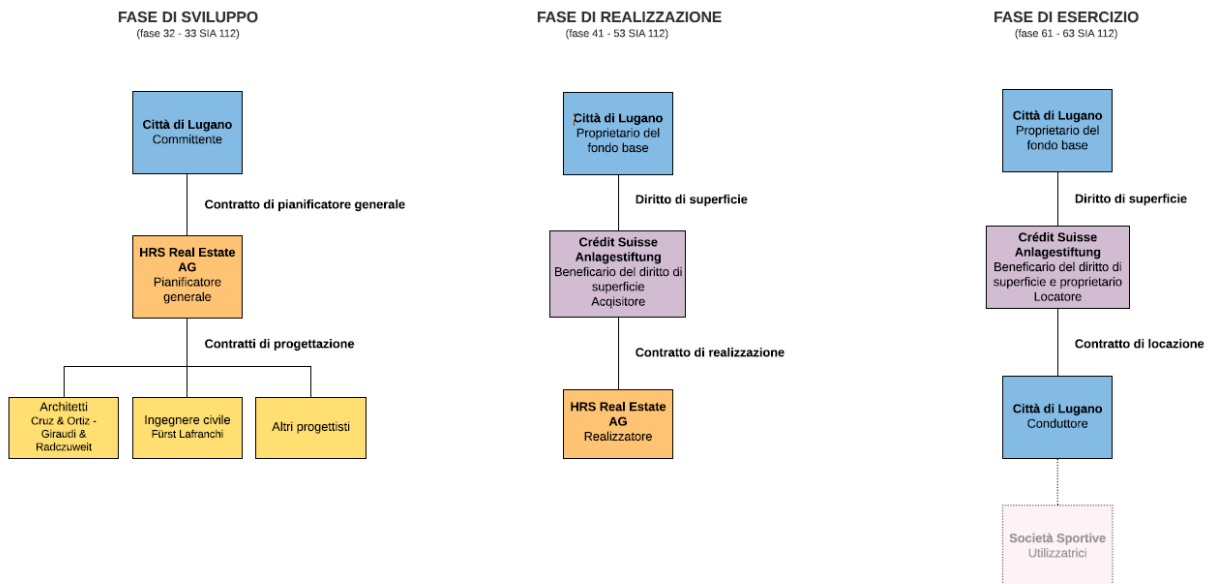 FASE DI SVILUPPO
(fase 32 - 33 SIA 112)
Città di Lugano
Committente
Contratto di pianificatore generale
HRS Real Estate
AG
Pianificatore
generale
Contratti di progettazione
Architetti
Cruz & Ortiz -
Giraudi &
Radczuweit
Ingegnere civile
Fürst Lafranchi
Altri progettisti
FASE DI REALIZZAZIONE
(fase 41 - 53 SIA 112)
Città di Lugano
Proprietario del
fondo base
Diritto di superficie
Crédit Suisse
Anlagestiftung
Beneficario del diritto di
superficie
Acqisitore
Contratto di realizzazione
HRS Real Estate
AG
Realizzatore
FASE DI ESERCIZIO
(fase 61 - 63 SIA 112)
Città di Lugano
Proprietario del
fondo base
Diritto di superficie
Crédit Suisse
Anlagestiftung
Beneficario del diritto di
superficie e proprietario
Locatore
Contratto di locazione
Città di Lugano
Conduttore
Società Sportive
Utilizzatrici